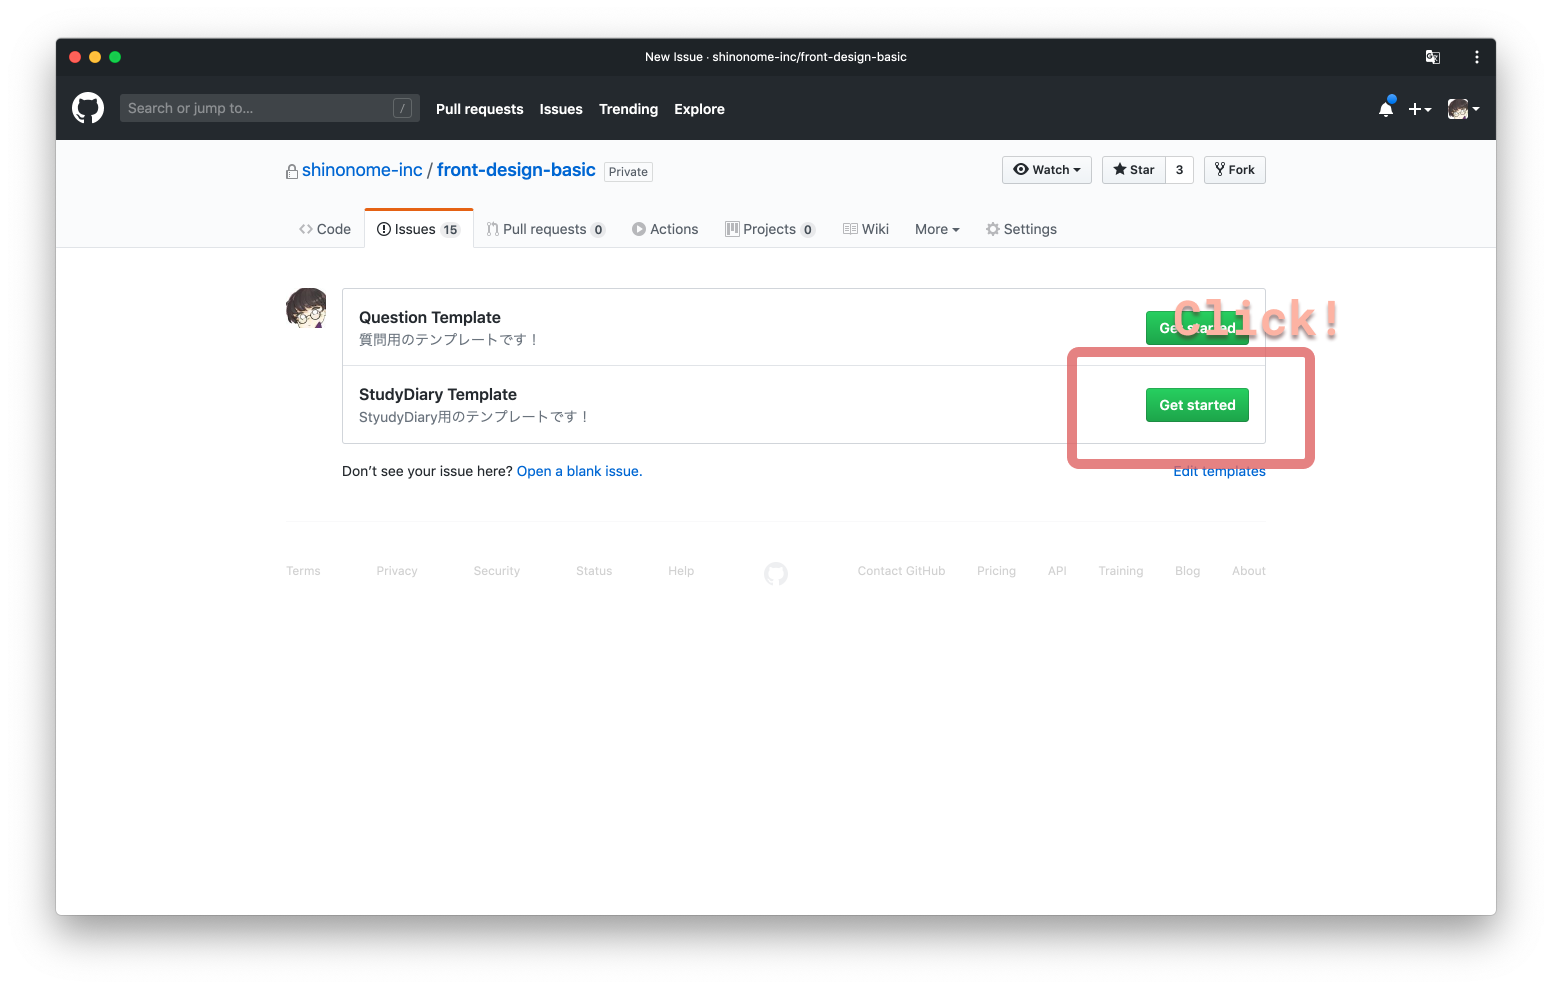 New Issue · shinonome-inc/front-design-basic
Search or jump to... /
Pull requests Issues Trending Explore
shinonome-inc / front-design-basic Private
Watch Star 3 Fork
Code Issues 15 Pull requests 0 Actions Projects 0 Wiki More Settings
Click!
Question Template
質問用のテンプレートです！
Get started
StudyDiary Template
StyudyDiary用のテンプレートです！
Get started
Don’t see your issue here? Open a blank issue.
Edit templates
Terms Privacy Security Status Help Contact GitHub Pricing API Training Blog About